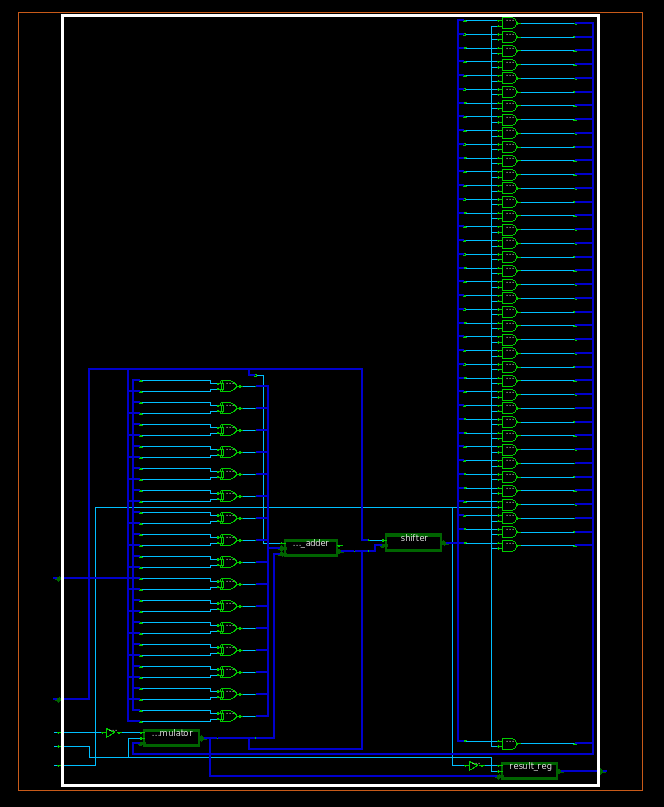 ..._adder
shifter
...mulator
result_reg